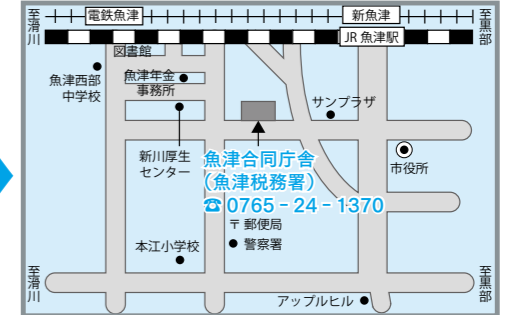 至滑川
電鉄魚津
新魚津
至黒部
JR 魚津駅
図書館
魚津西部
中学校
魚津年金
事務所
サンプラザ
新川厚生
センター
魚津合同庁舎
（魚津税務署）
☎0765－24－1370
市役所
〒郵便局
本江小学校
警察署
至滑川
至黒部
アップルヒル